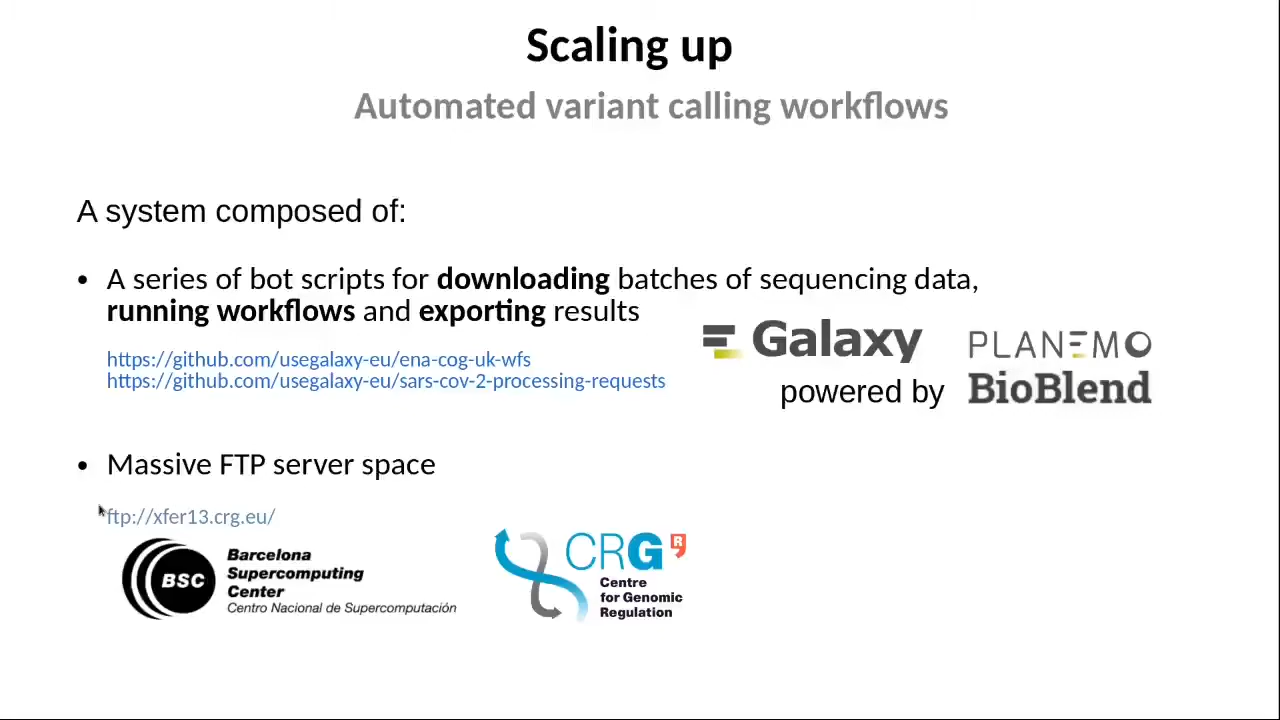 Scaling up
Automated variant calling workflows
A system composed of:
• A series of bot scripts for downloading batches of sequencing data,
running workflows and exporting results
https://github.com/usegalaxy-eu/ena-cog-uk-wfs
https://github.com/usegalaxy-eu/sars-cov-2-processing-requests
Galaxy
powered by
PLANEMO
BioBlend
• Massive FTP server space
ftp://xfer13.crg.eu/
BSC
Barcelona
Supercomputing
Center
Centro Nacional de Supercomputación
CRG
R
Centre
for Genomic
Regulation